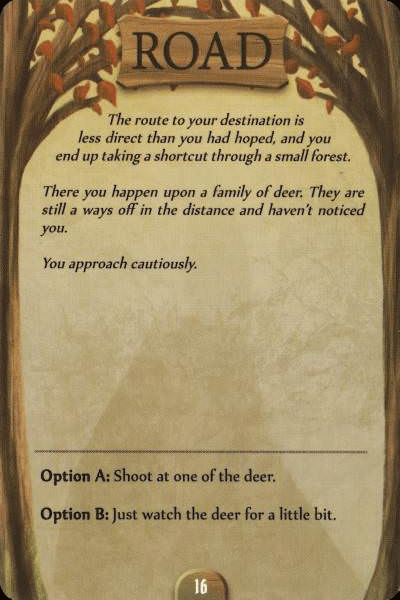 ROAD
The route to your destination is
less direct than you had hoped, and you
end up taking a shortcut through a small forest.
There you happen upon a family of deer. They are
still a ways off in the distance and haven't noticed
you.
You approach cautiously.
Option A: Shoot at one of the deer.
Option B: Just watch the deer for a little bit.
16